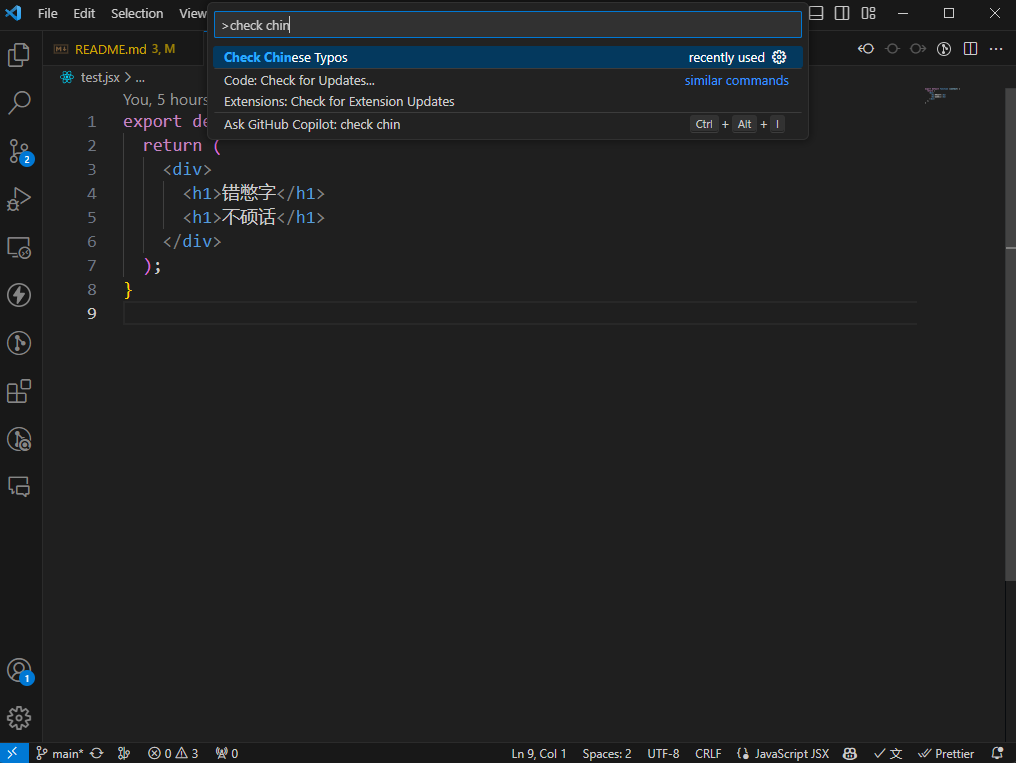 File Edit Selection View
>check chin
Check Chinese Typos recently used
Code: Check for Updates... similar commands
Extensions: Check for Extension Updates
Ask GitHub Copilot: check chin Ctrl + Alt + I
README.md 3, M
test.jsx > ...
You, 5 hours
1 export de
2 return (
3 <div>
4 <h1>错憋字</h1>
5 <h1>不硕话</h1>
6 </div>
7 );
8 }
9
2
1
main* 0 3 0 Ln 9, Col 1 Spaces: 2 UTF-8 CRLF {} JavaScript JSX 文 Prettier